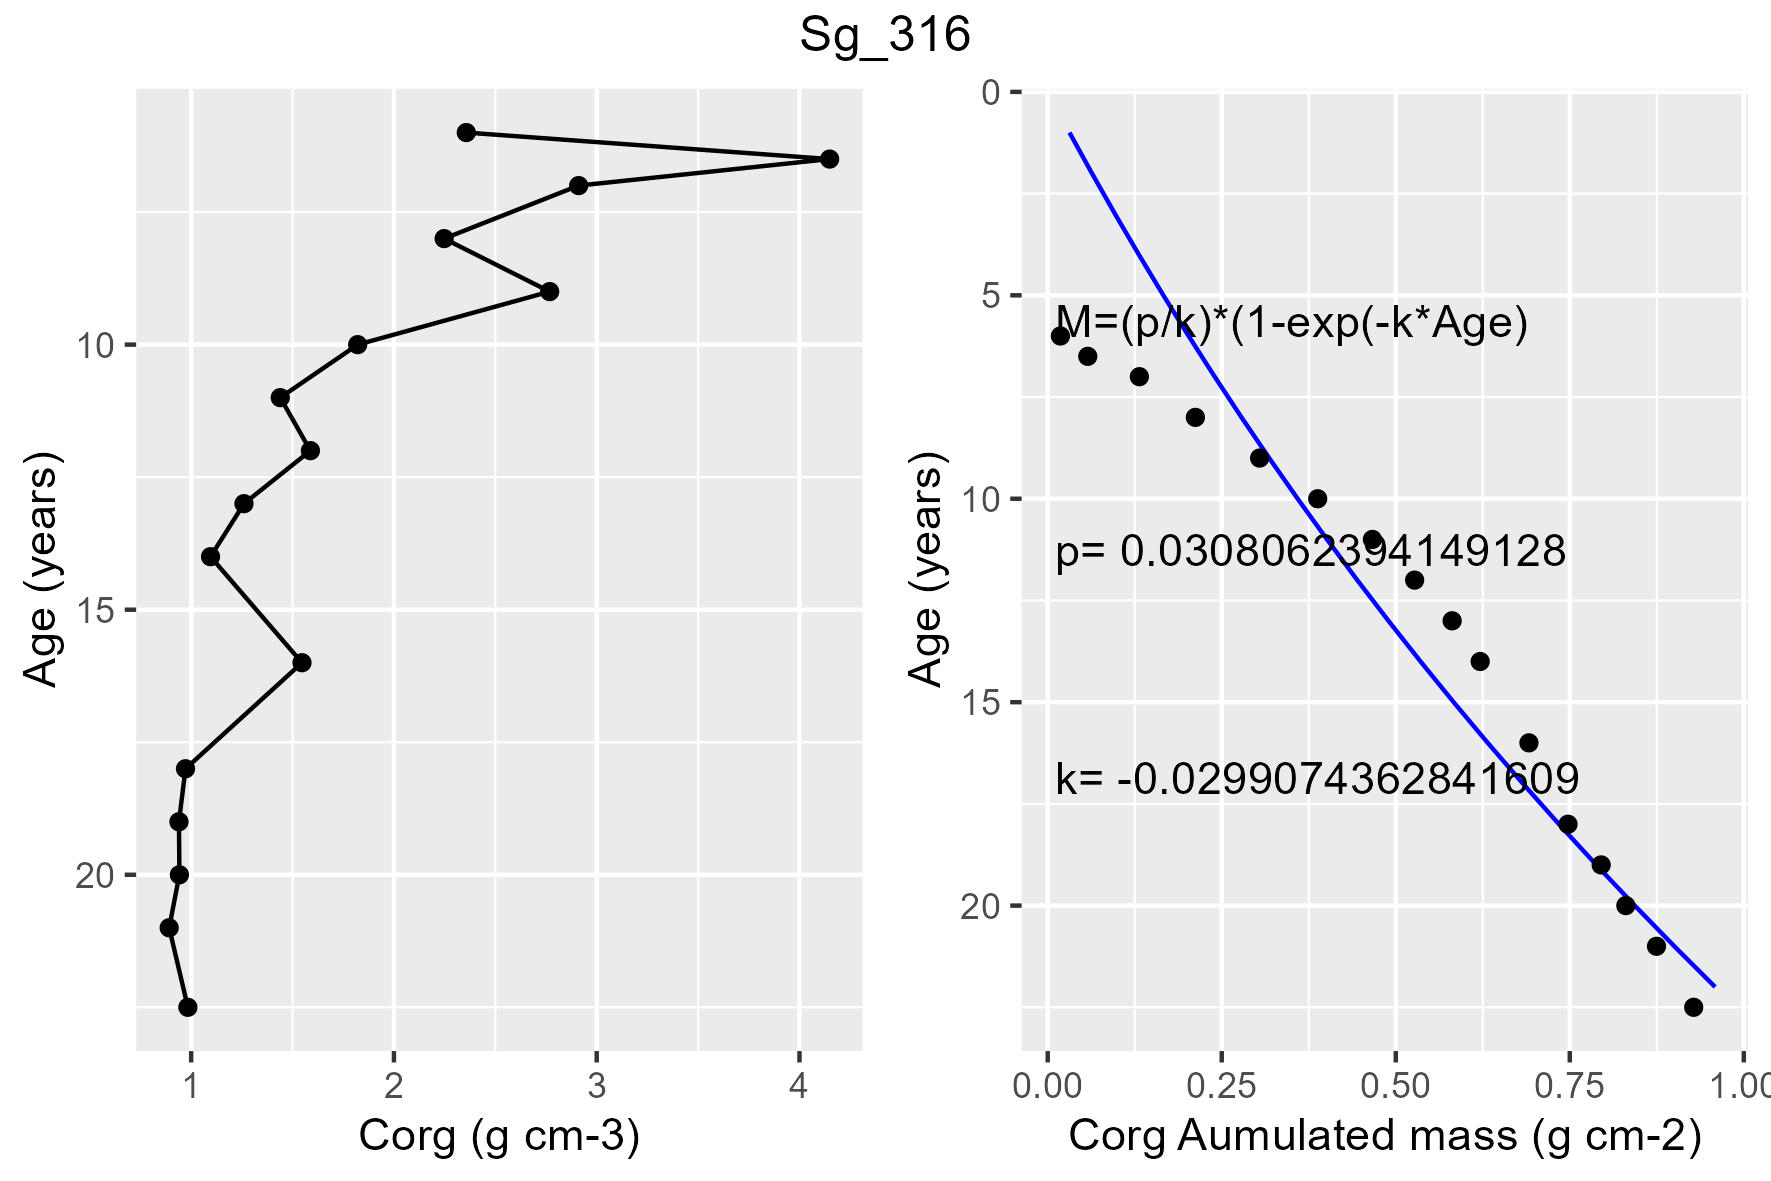 Sg_316
10
15
20
Age (years)
1 2 3 4
Corg (g cm-3)
0
5
10
15
20
Age (years)
M=(p/k)*(1-exp(-k*Age)
p= 0.0308062394149128
k= -0.0299074362841609
0.00 0.25 0.50 0.75 1.00
Corg Aumulated mass (g cm-2)